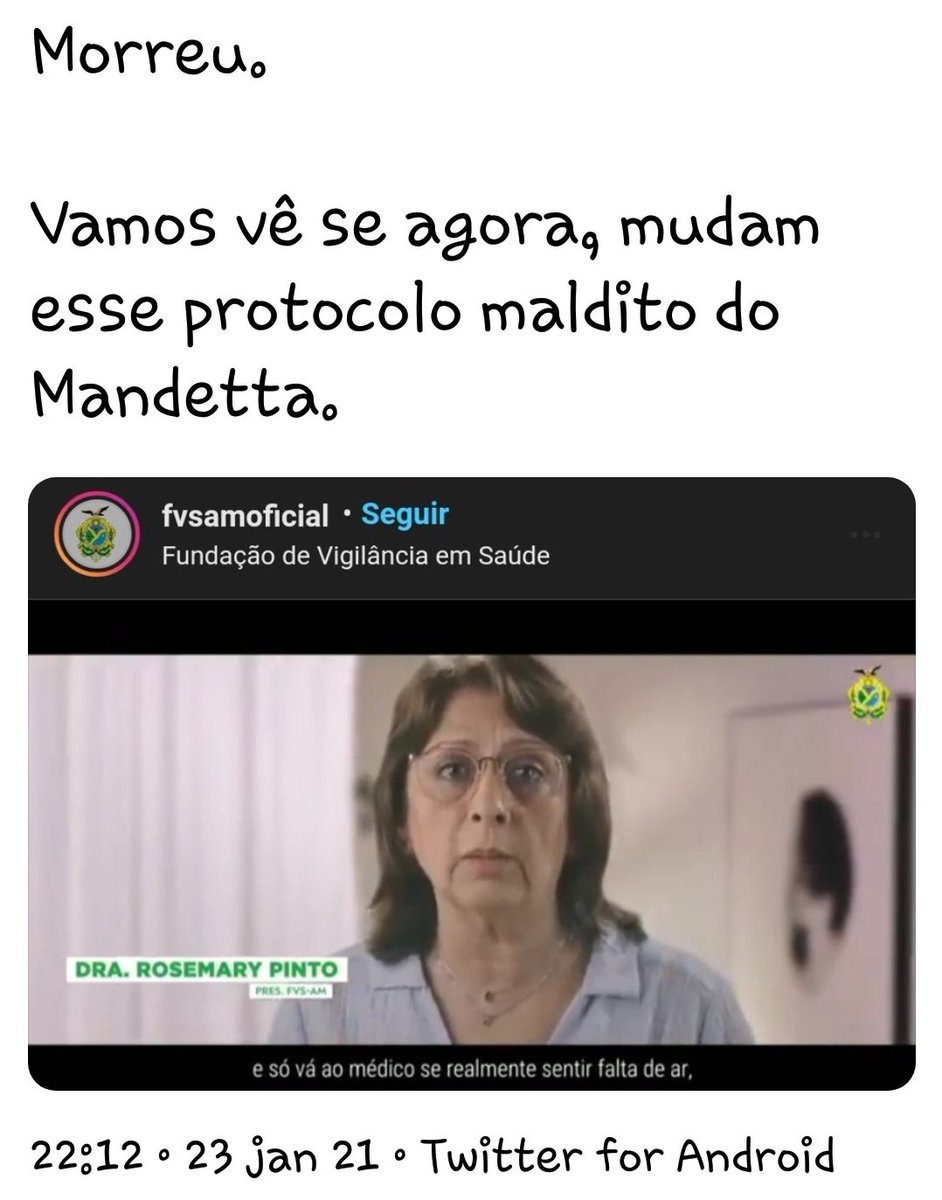 Morreu.
Vamos vê se agora, mudam
esse protocolo maldito do
Mandetta.
fvsamoficial • Seguir
Fundação de Vigilância em Saúde
DRA. ROSEMARY PINTO
PRES. FVS-AM
e só vá ao médico se realmente sentir falta de ar,
22:12 • 23 jan 21 • Twitter for Android